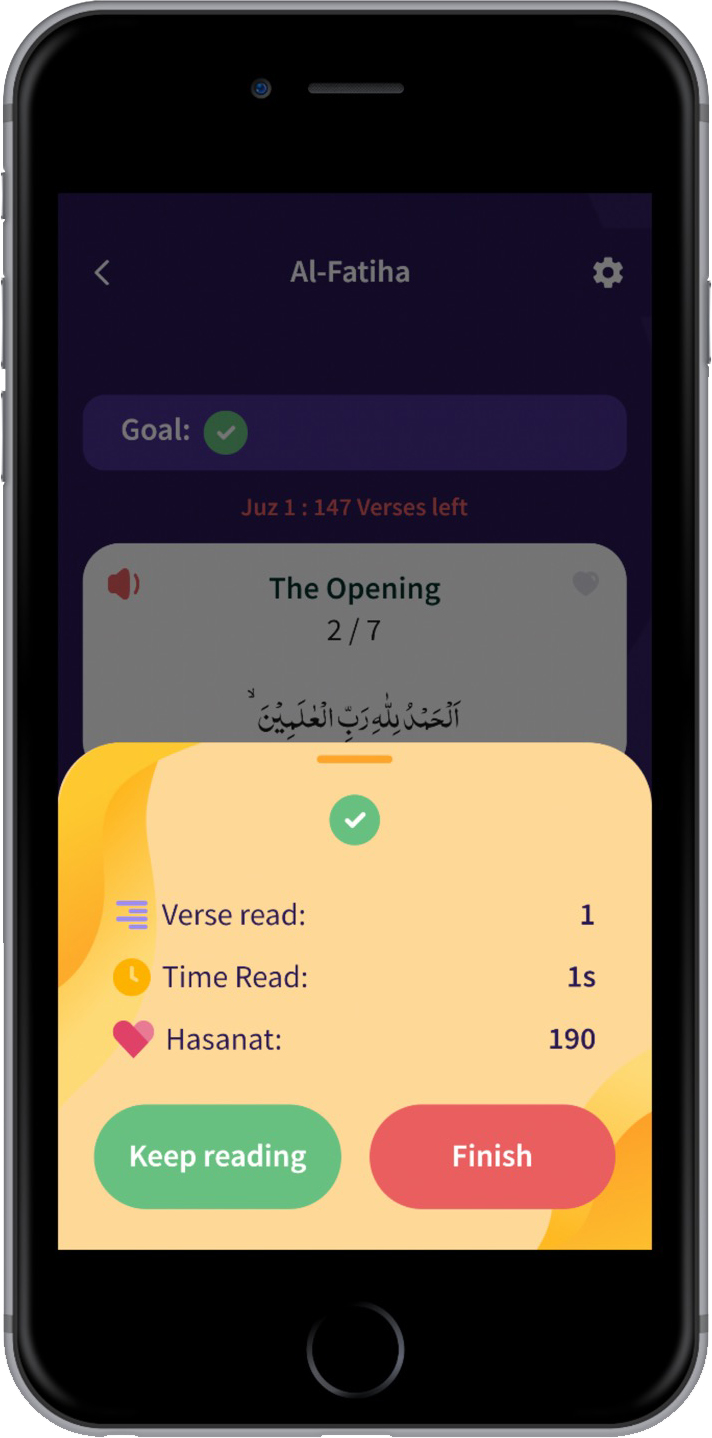 Al-Fatiha
Goal:
Juz 1 : 147 Verses left
The Opening
2 / 7
اَلْحَمْدُ لِلّٰهِ رَبِّ الْعٰلَمِيْنَ ۙ
Verse read: 1
Time Read: 1s
Hasanat: 190
Keep reading Finish